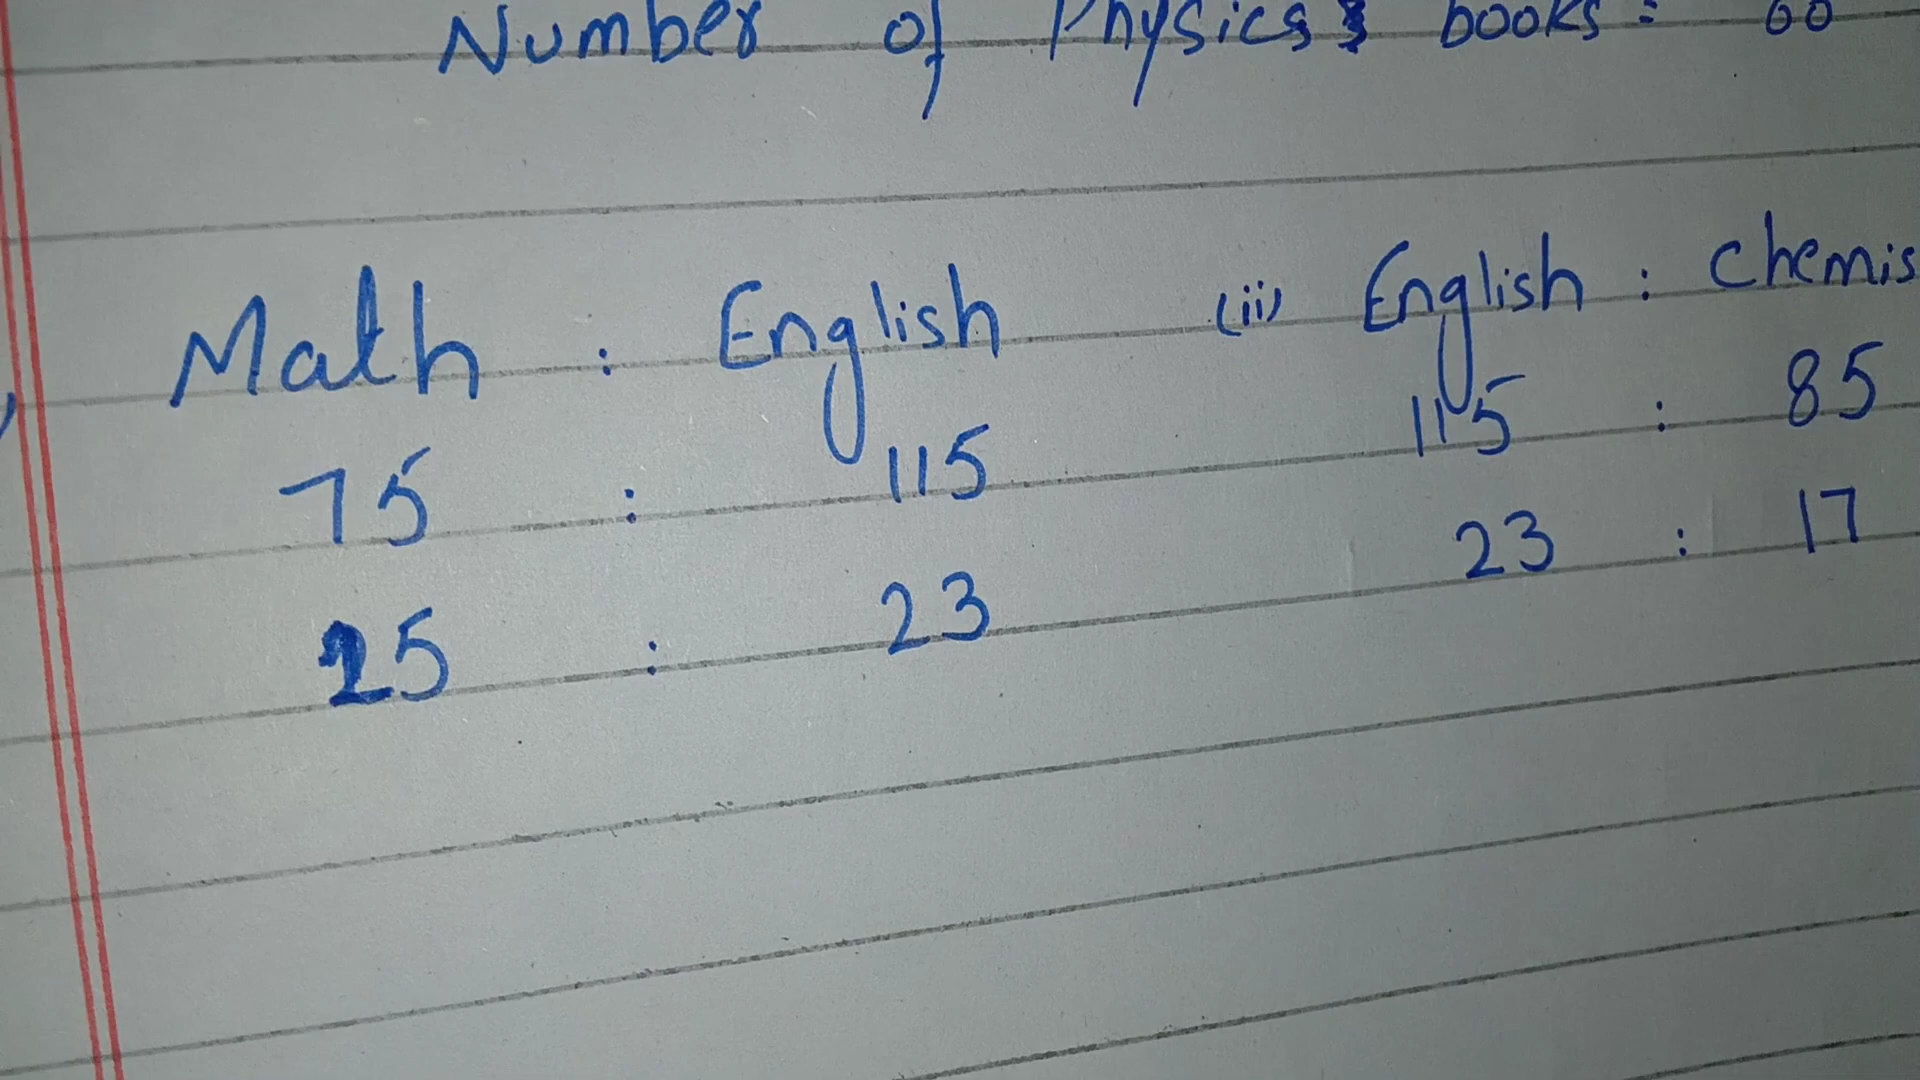 Number of Physics books = 60
Math : English (ii) English : Chemis
75 : 115 115 : 85
25 : 23 23 : 17